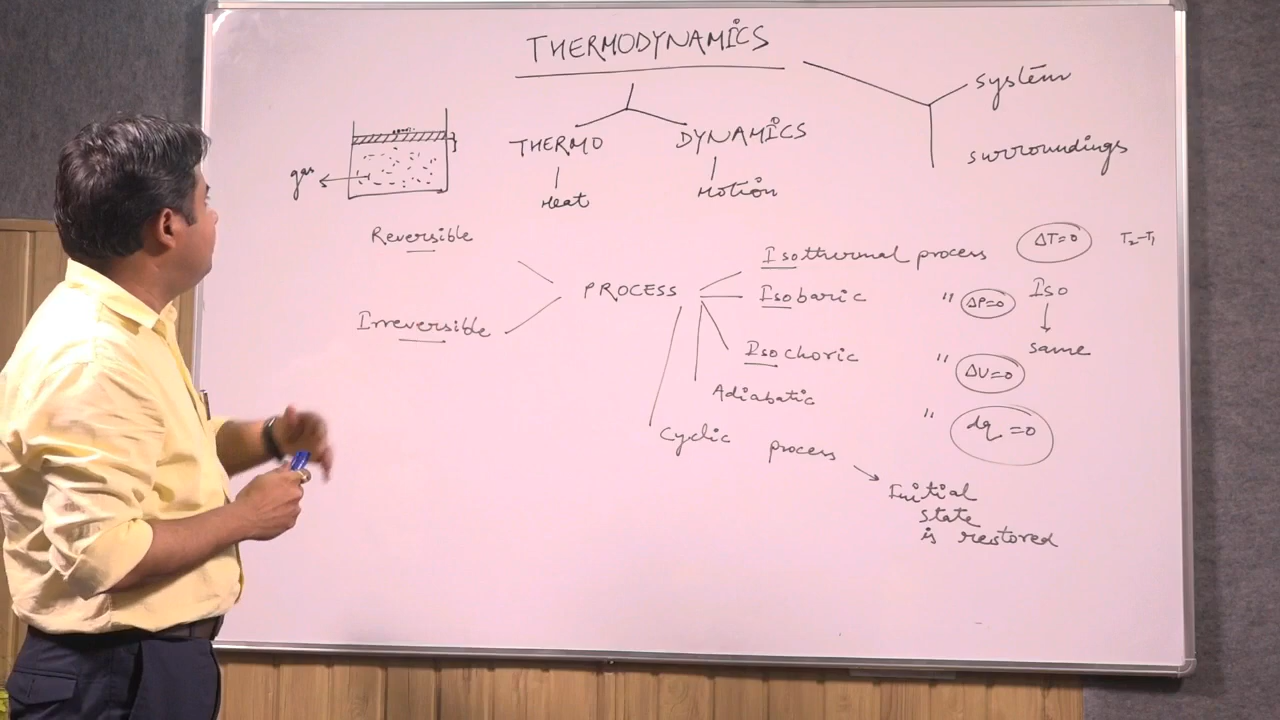 THERMODYNAMICS
system
surroundings
THERMO
DYNAMICS
Heat
Motion
gas
Reversible
Irreversible
PROCESS
Isothermal process
ΔT=0
T₂-T₁
Isobaric
" ΔP=0
Iso
same
Isochoric
" ΔU=0
Adiabatic
" dq=0
Cyclic process
Initial
state
is restored